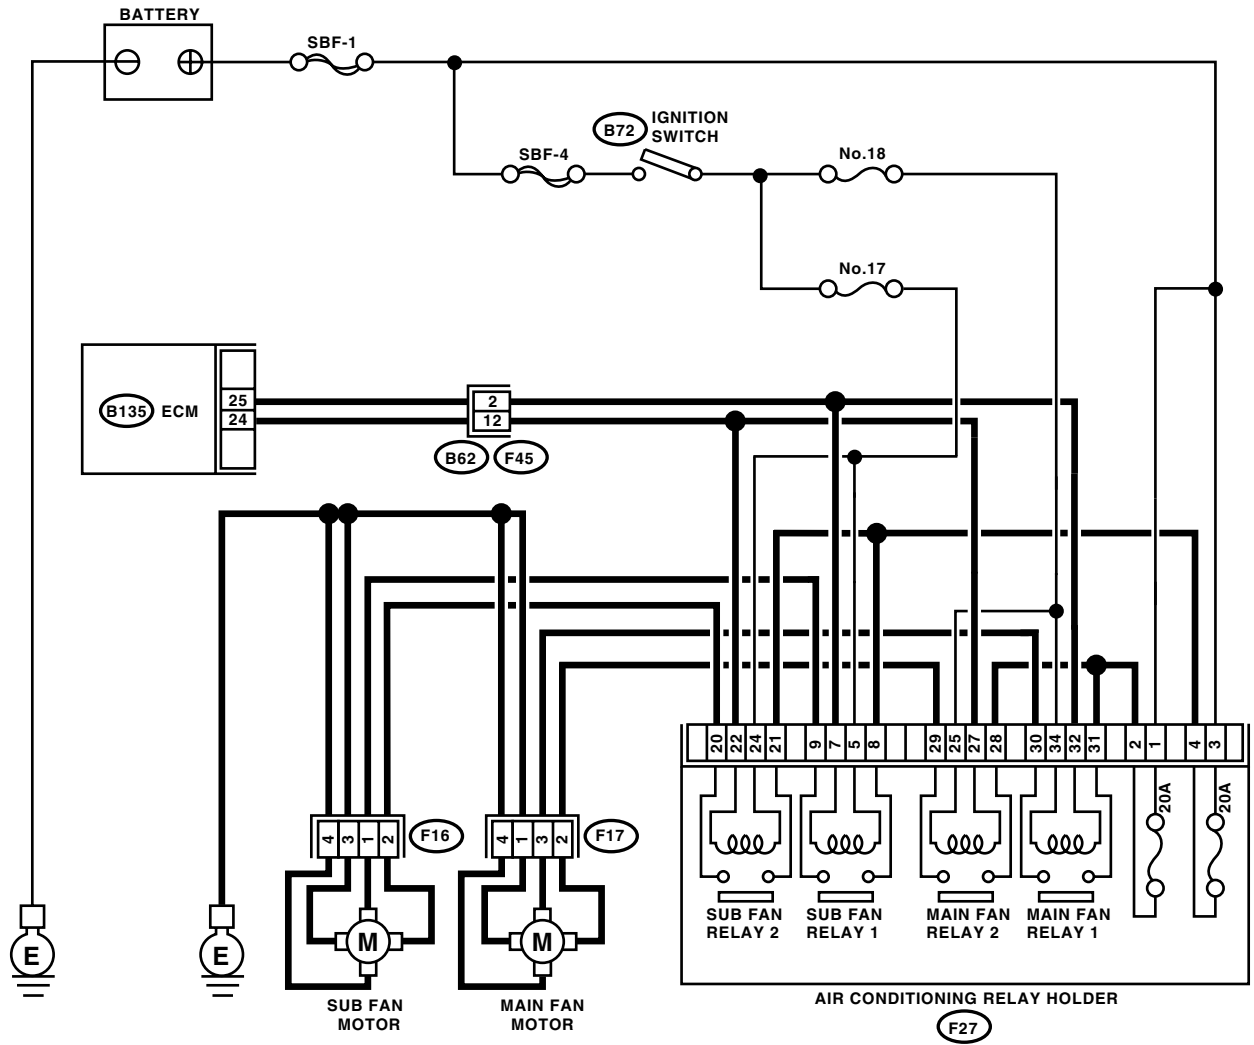 BATTERY
SBF-1
B72
IGNITION
SWITCH
SBF-4
No.18
No.17
B135 ECM
25
24
2
12
B62
F45
20
22
24
21
9
7
5
8
29
25
27
28
30
34
32
31
2
1
4
3
20A
20A
4
3
1
2
F16
4
1
3
2
F17
SUB FAN
RELAY 2
SUB FAN
RELAY 1
MAIN FAN
RELAY 2
MAIN FAN
RELAY 1
E
E
M
M
SUB FAN
MOTOR
MAIN FAN
MOTOR
AIR CONDITIONING RELAY HOLDER
F27